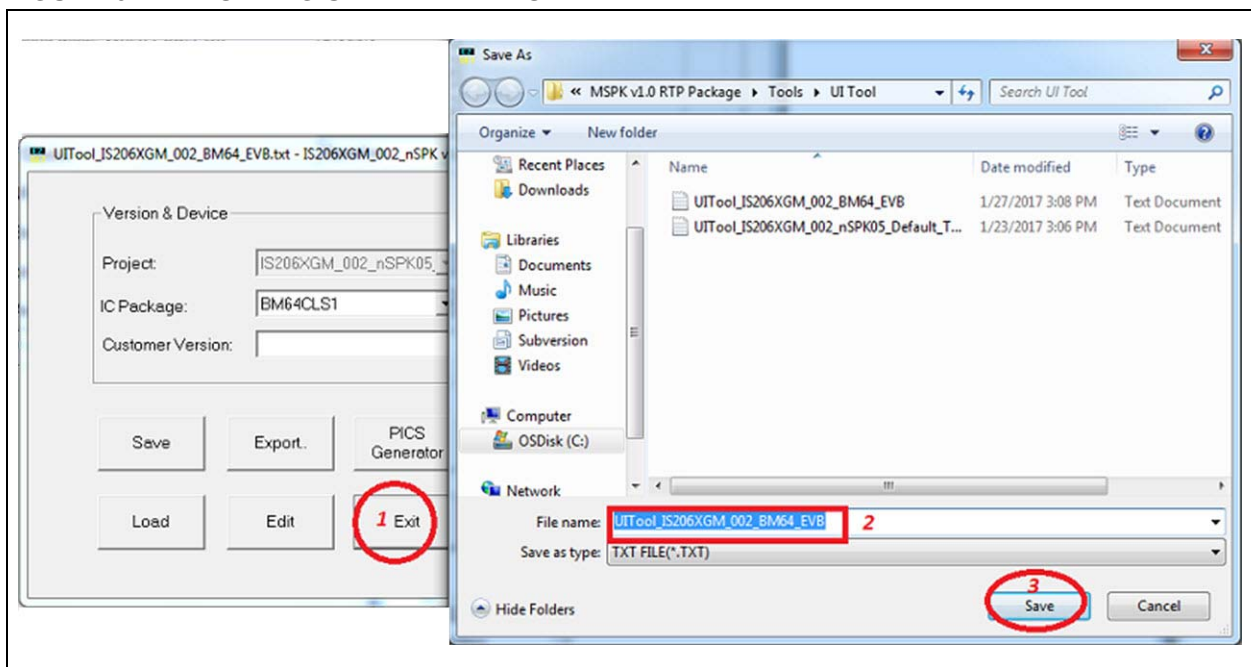 Save As
« MSPK v1.0 RTP Package ▸ Tools ▸ UI Tool
Search UI Tool
Organize ▾ New folder
Recent Places
Downloads
Libraries
Documents
Music
Pictures
Subversion
Videos
Computer
OSDisk (C:)
Network
Name Date modified Type
UITool_IS206XGM_002_BM64_EVB 1/27/2017 3:08 PM Text Document
UITool_IS206XGM_002_nSPK05_Default_T... 1/23/2017 3:06 PM Text Document
File name: UITool_IS206XGM_002_BM64_EVB 2
Save as type: TXT FILE(*.TXT)
Hide Folders
3
Save Cancel
UITool_IS206XGM_002_BM64_EVB.txt - IS206XGM_002_nSPK v
Version & Device
Project: IS206XGM_002_nSPK05_
IC Package: BM64CLS1
Customer Version:
Save Export.. PICS Generator
Load Edit 1 Exit